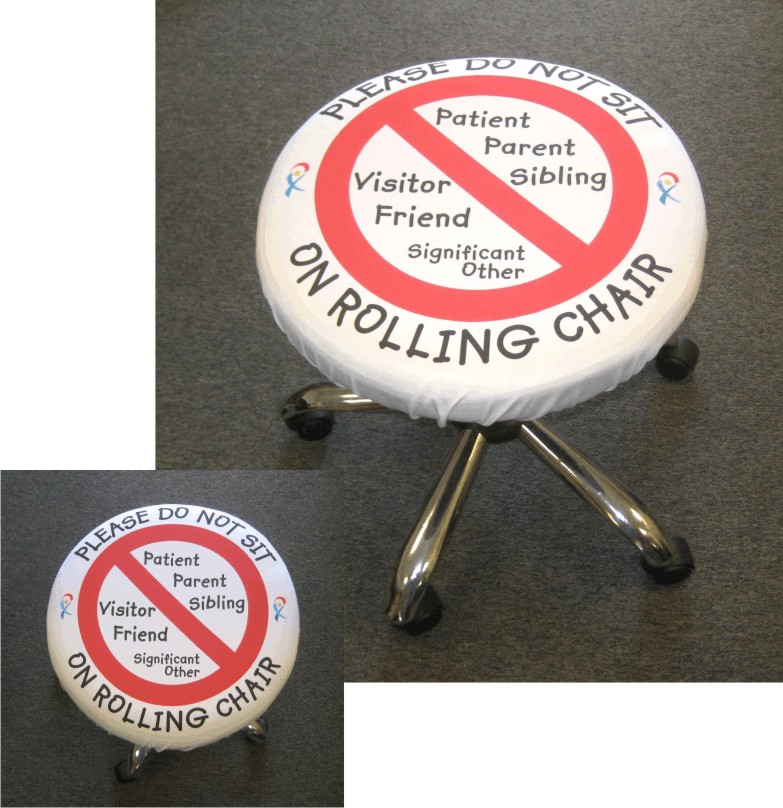 PLEASE DO NOT SIT
Patient
Parent
Sibling
Visitor
Friend
Significant
Other
ON ROLLING CHAIR
PLEASE DO NOT SIT
Patient
Parent
Sibling
Visitor
Friend
Significant
Other
ON ROLLING CHAIR